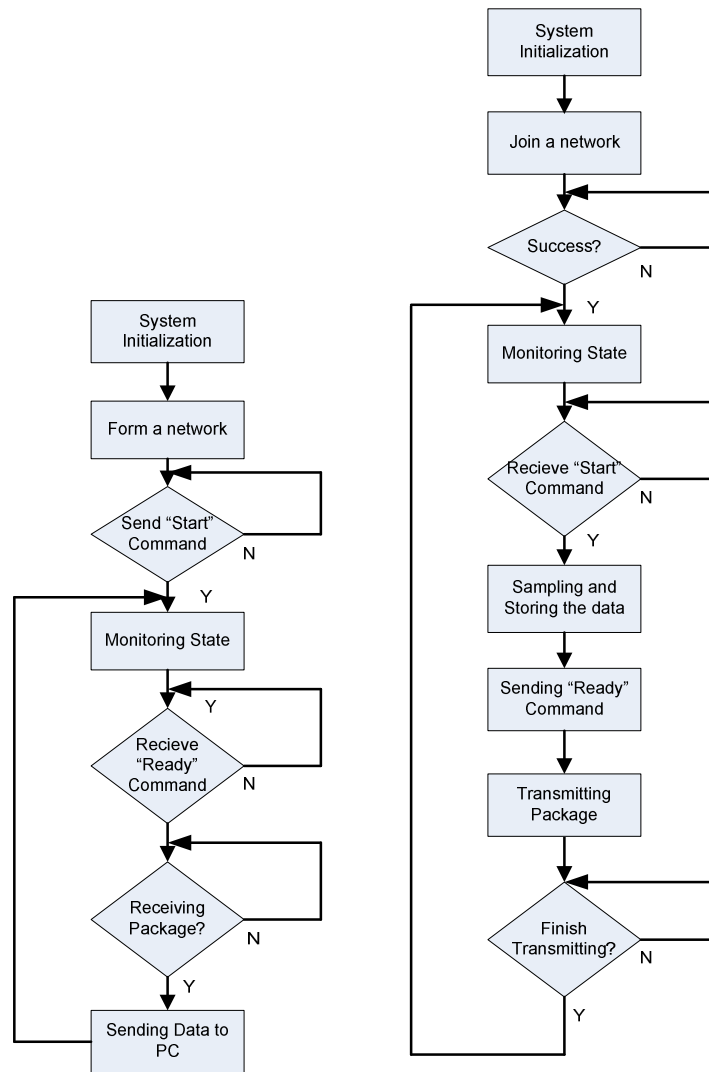 System
Initialization
Form a network
Send “Start”
Command
N
Y
Monitoring State
Y
Recieve
“Ready”
Command
N
Receiving
Package?
N
Y
Sending Data to
PC
System
Initialization
Join a network
Success?
N
Y
Monitoring State
Recieve “Start”
Command
N
Y
Sampling and
Storing the data
Sending “Ready”
Command
Transmitting
Package
Finish
Transmitting?
N
Y